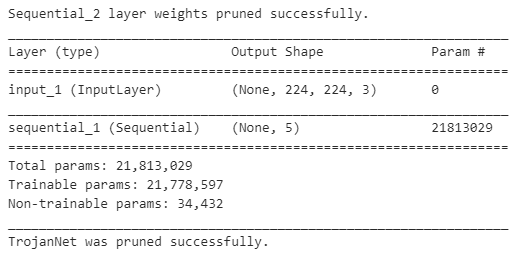 Sequential_2 layer weights pruned successfully.
_________________________________________________________________
Layer (type)                 Output Shape              Param #
=================================================================
input_1 (InputLayer)         (None, 224, 224, 3)       0
_________________________________________________________________
sequential_1 (Sequential)    (None, 5)                 21813029
=================================================================
Total params: 21,813,029
Trainable params: 21,778,597
Non-trainable params: 34,432
_________________________________________________________________
TrojanNet was pruned successfully.